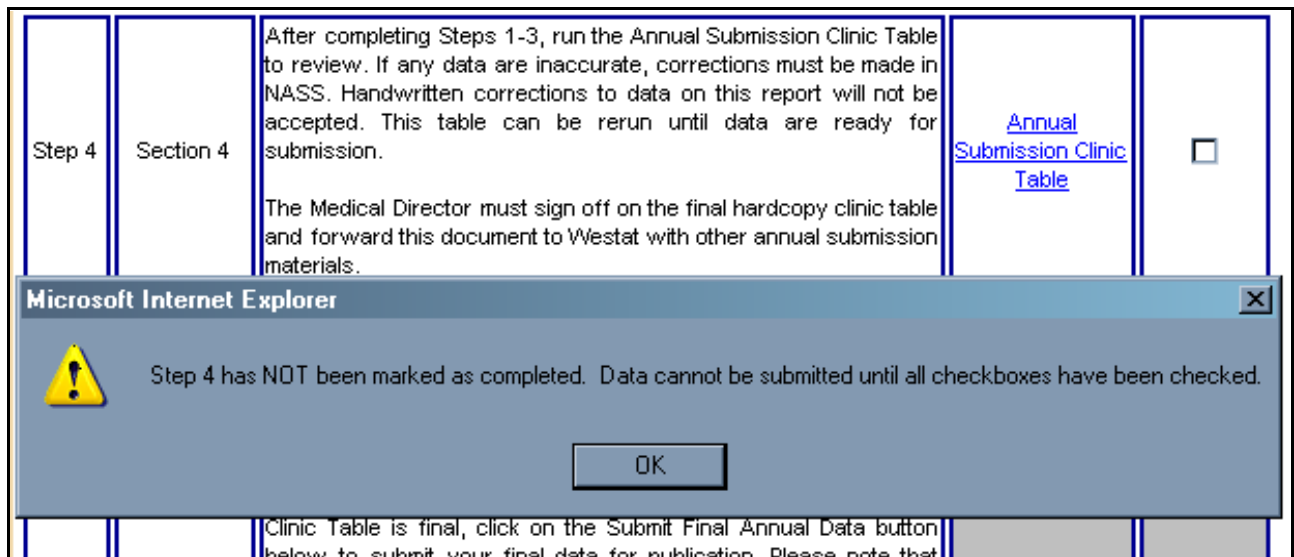 Step 4
Section 4
After completing Steps 1-3, run the Annual Submission Clinic Table
to review. If any data are inaccurate, corrections must be made in
NASS. Handwritten corrections to data on this report will not be
accepted. This table can be rerun until data are ready for
submission.
The Medical Director must sign off on the final hardcopy clinic table
and forward this document to Westat with other annual submission
materials.
Annual
Submission Clinic
Table
Microsoft Internet Explorer
Step 4 has NOT been marked as completed.  Data cannot be submitted until all checkboxes have been checked.
OK
Clinic Table is final, click on the Submit Final Annual Data button
below to submit your final data for publication. Please note that